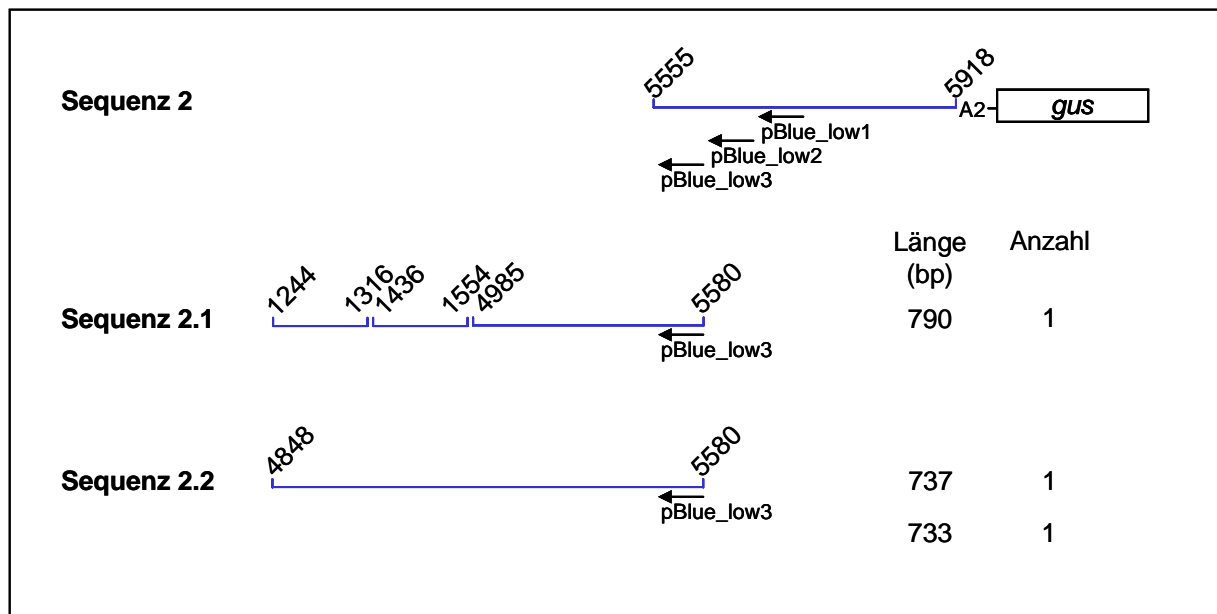 Sequenz 2
5555
5918
A2
gus
pBlue_low1
pBlue_low2
pBlue_low3
Länge (bp)
Anzahl
Sequenz 2.1
1244
1316
1436
1554
4985
5580
pBlue_low3
790
1
Sequenz 2.2
4848
5580
pBlue_low3
737
1
733
1